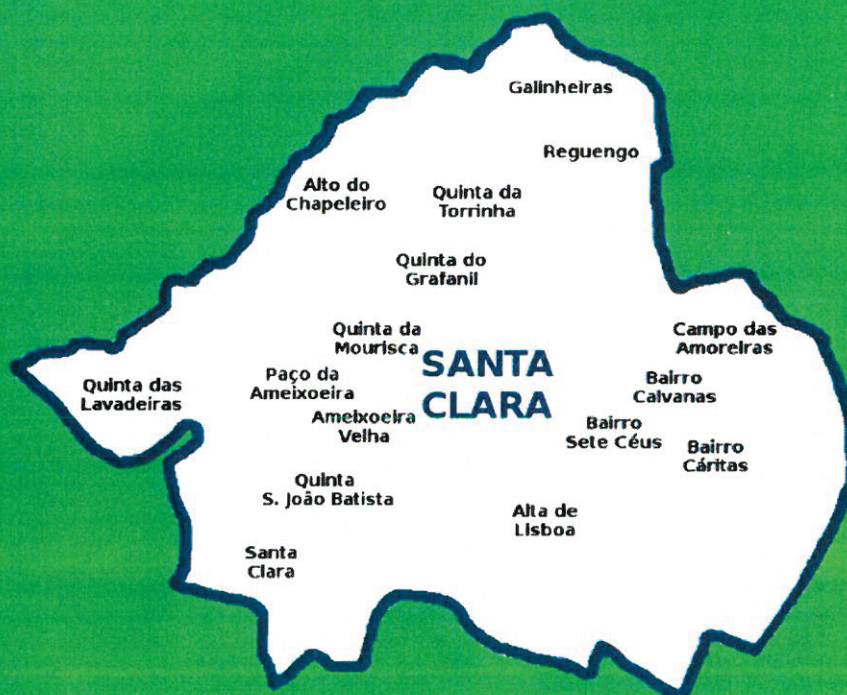 Galinheiras
Reguengo
Alto do
Chapeleiro
Quinta da
Torrinha
Quinta do
Grafanil
Quinta da
Mourisca
SANTA
CLARA
Campo das
Amoreiras
Quinta das
Lavadeiras
Paço da
Ameixoeira
Bairro
Calvanas
Ameixoeira
Velha
Bairro
Sete Céus
Bairro
Cáritas
Quinta
S. João Batista
Alta de
Lisboa
Santa
Clara